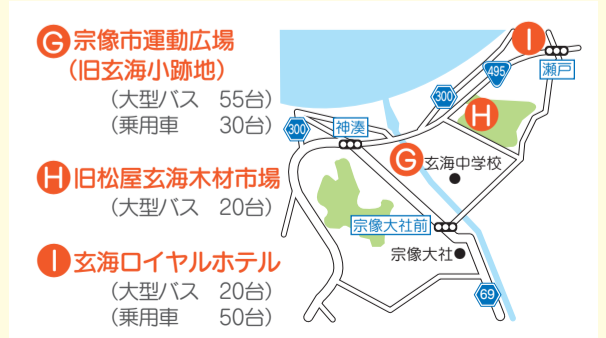 G 宗像市運動広場
(旧玄海小跡地)
(大型バス 55台)
(乗用車 30台)
H 旧松屋玄海木材市場
(大型バス 20台)
I 玄海ロイヤルホテル
(大型バス 20台)
(乗用車 50台)
I
瀬戸
495
300
H
300
神湊
G
玄海中学校
宗像大社前
宗像大社
69